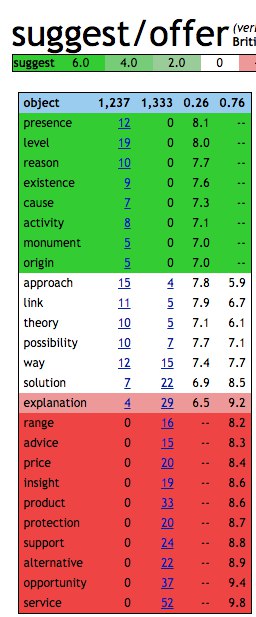 suggest/offer (ver
Briti
suggest 6.0 4.0 2.0 0 -
object 1,237 1,333 0.26 0.76
presence 12 0 8.1 --
level 19 0 8.0 --
reason 10 0 7.7 --
existence 9 0 7.6 --
cause 7 0 7.3 --
activity 8 0 7.1 --
monument 5 0 7.0 --
origin 5 0 7.0 --
approach 15 4 7.8 5.9
link 11 5 7.9 6.7
theory 10 5 7.1 6.1
possibility 10 7 7.7 7.1
way 12 15 7.4 7.7
solution 7 22 6.9 8.5
explanation 4 29 6.5 9.2
range 0 16 -- 8.2
advice 0 15 -- 8.3
price 0 20 -- 8.4
insight 0 19 -- 8.6
product 0 33 -- 8.6
protection 0 20 -- 8.7
support 0 24 -- 8.8
alternative 0 22 -- 8.9
opportunity 0 37 -- 9.4
service 0 52 -- 9.8